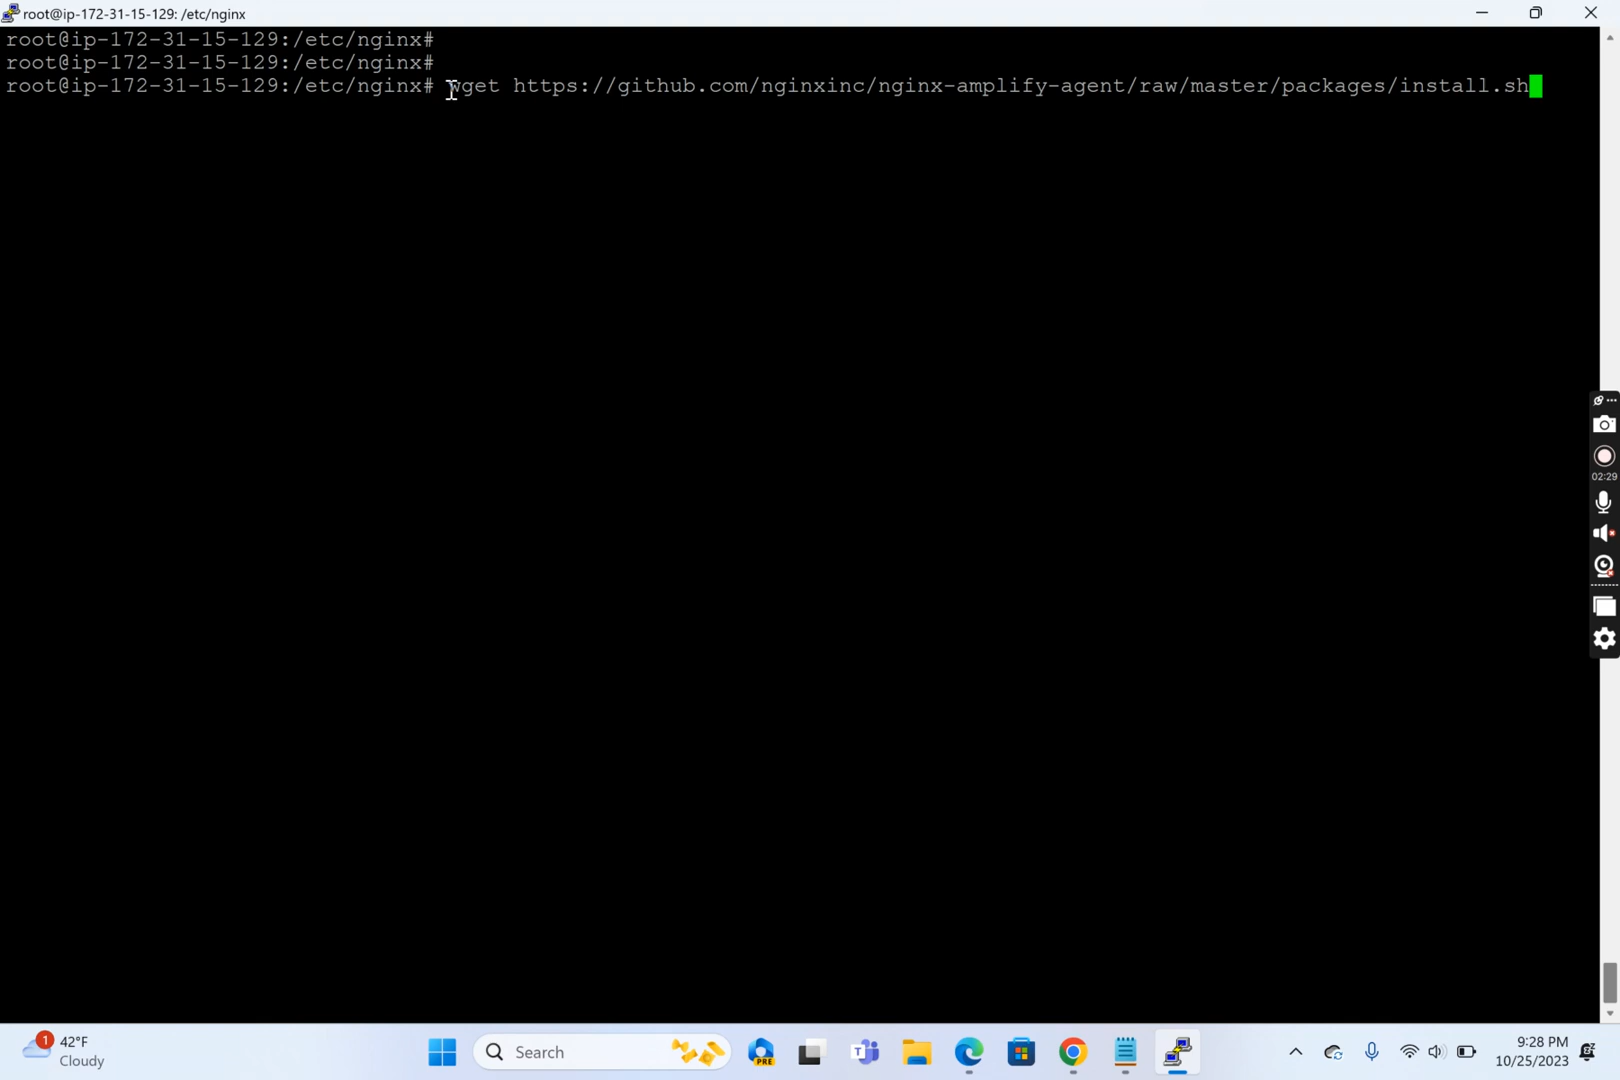 root@ip-172-31-15-129: /etc/nginx
root@ip-172-31-15-129:/etc/nginx#
root@ip-172-31-15-129:/etc/nginx#
root@ip-172-31-15-129:/etc/nginx# wget https://github.com/nginxinc/nginx-amplify-agent/raw/master/packages/install.sh
02:29
1
42°F
Cloudy
Search
PRE
9:28 PM
10/25/2023